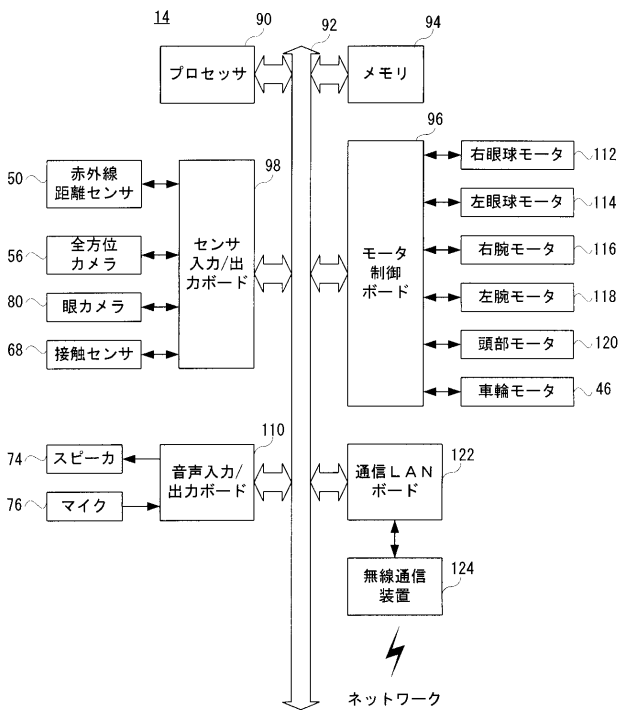 14
90
92
94
プロセッサ
メモリ
96
98
50
赤外線
距離センサ
右眼球モータ
112
左眼球モータ
114
56
全方位
カメラ
センサ
入力/出
力ボード
モータ
制御
ボード
右腕モータ
116
80
眼カメラ
左腕モータ
118
68
接触センサ
頭部モータ
120
車輪モータ
46
110
122
74
スピーカ
音声入力/
出力ボード
通信LAN
ボード
76
マイク
124
無線通信
装置
ネットワーク